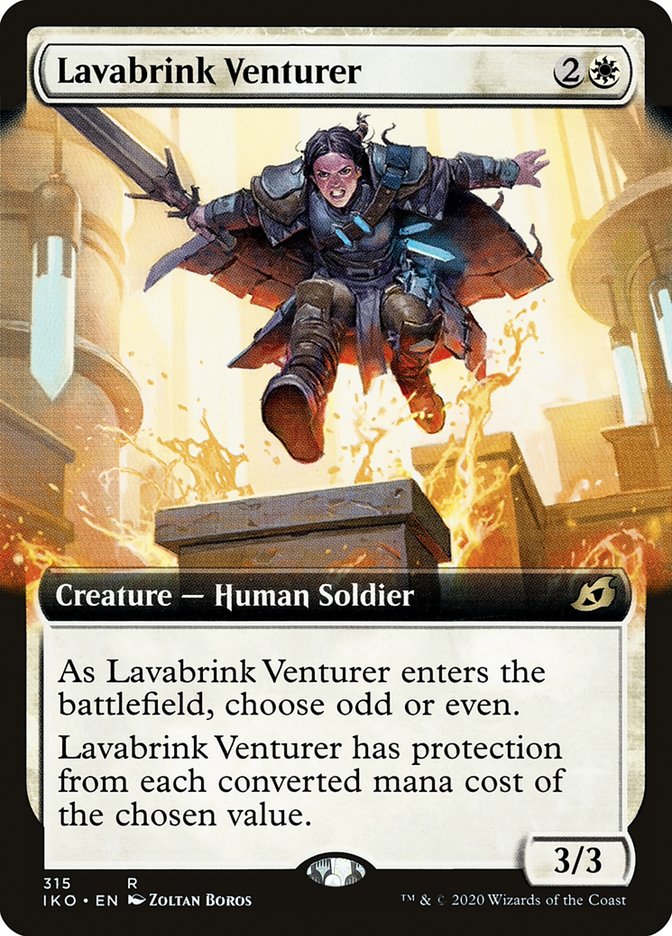 Lavabrink Venturer 2
Creature — Human Soldier
As Lavabrink Venturer enters the
battlefield, choose odd or even.
Lavabrink Venturer has protection
from each converted mana cost of
the chosen value.
3/3
315 R
IKO • EN Zoltan Boros
™ & © 2020 Wizards of the Coast